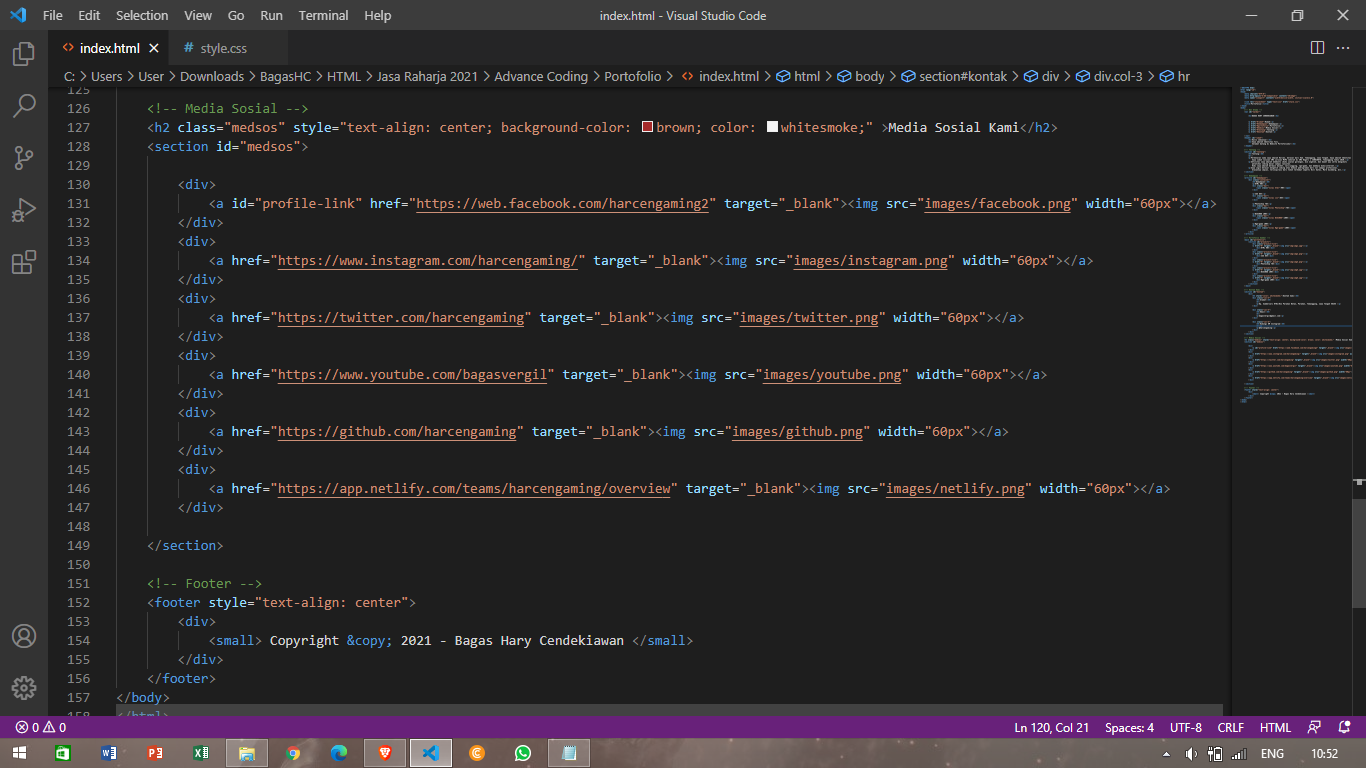 File Edit Selection View Go Run Terminal Help index.html - Visual Studio Code
index.html style.css
C: > Users > User > Downloads > BagasHC > HTML > Jasa Raharja 2021 > Advance Coding > Portofolio > index.html > html > body > section#kontak > div > div.col-3 > hr
125
126 <!-- Media Sosial -->
127 <h2 class="medsos" style="text-align: center; background-color: brown; color: whitesmoke;" >Media Sosial Kami</h2>
128 <section id="medsos">
129
130 <div>
131 <a id="profile-link" href="https://web.facebook.com/harcengaming2" target="_blank"><img src="images/facebook.png" width="60px"></a>
132 </div>
133 <div>
134 <a href="https://www.instagram.com/harcengaming/" target="_blank"><img src="images/instagram.png" width="60px"></a>
135 </div>
136 <div>
137 <a href="https://twitter.com/harcengaming" target="_blank"><img src="images/twitter.png" width="60px"></a>
138 </div>
139 <div>
140 <a href="https://www.youtube.com/bagasvergil" target="_blank"><img src="images/youtube.png" width="60px"></a>
141 </div>
142 <div>
143 <a href="https://github.com/harcengaming" target="_blank"><img src="images/github.png" width="60px"></a>
144 </div>
145 <div>
146 <a href="https://app.netlify.com/teams/harcengaming/overview" target="_blank"><img src="images/netlify.png" width="60px"></a>
147 </div>
148
149 </section>
150
151 <!-- Footer -->
152 <footer style="text-align: center">
153 <div>
154 <small> Copyright &copy; 2021 - Bagas Hary Cendekiawan </small>
155 </div>
156 </footer>
157 </body>
158 </html>
0 0 Ln 120, Col 21 Spaces: 4 UTF-8 CRLF HTML
ENG 10:52